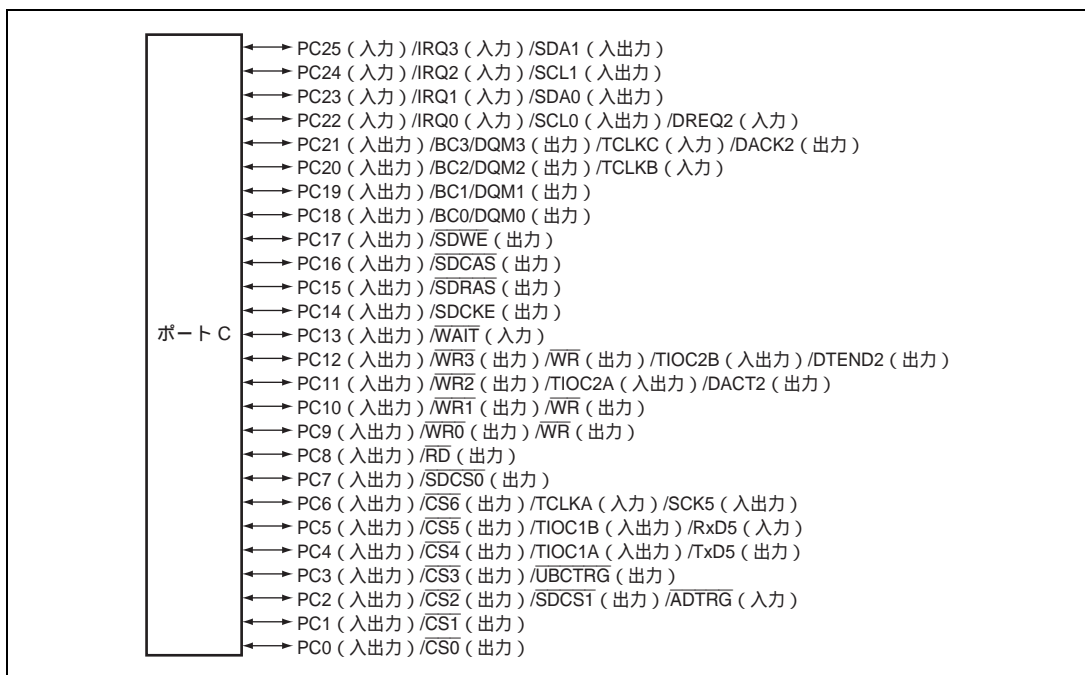 PC25（入力）/IRQ3（入力）/SDA1（入出力）
PC24（入力）/IRQ2（入力）/SCL1（入出力）
PC23（入力）/IRQ1（入力）/SDA0（入出力）
PC22（入力）/IRQ0（入力）/SCL0（入出力）/DREQ2（入力）
PC21（入出力）/BC3/DQM3（出力）/TCLKC（入力）/DACK2（出力）
PC20（入出力）/BC2/DQM2（出力）/TCLKB（入力）
PC19（入出力）/BC1/DQM1（出力）
PC18（入出力）/BC0/DQM0（出力）
PC17（入出力）/SDWE（出力）
PC16（入出力）/SDCAS（出力）
PC15（入出力）/SDRAS（出力）
PC14（入出力）/SDCKE（出力）
ポート C
PC13（入出力）/WAIT（入力）
PC12（入出力）/WR3（出力）/WR（出力）/TIOC2B（入出力）/DTEND2（出力）
PC11（入出力）/WR2（出力）/TIOC2A（入出力）/DACT2（出力）
PC10（入出力）/WR1（出力）/WR（出力）
PC9（入出力）/WR0（出力）/WR（出力）
PC8（入出力）/RD（出力）
PC7（入出力）/SDCS0（出力）
PC6（入出力）/CS6（出力）/TCLKA（入力）/SCK5（入出力）
PC5（入出力）/CS5（出力）/TIOC1B（入出力）/RxD5（入力）
PC4（入出力）/CS4（出力）/TIOC1A（入出力）/TxD5（出力）
PC3（入出力）/CS3（出力）/UBCTRG（出力）
PC2（入出力）/CS2（出力）/SDCS1（出力）/ADTRG（入力）
PC1（入出力）/CS1（出力）
PC0（入出力）/CS0（出力）